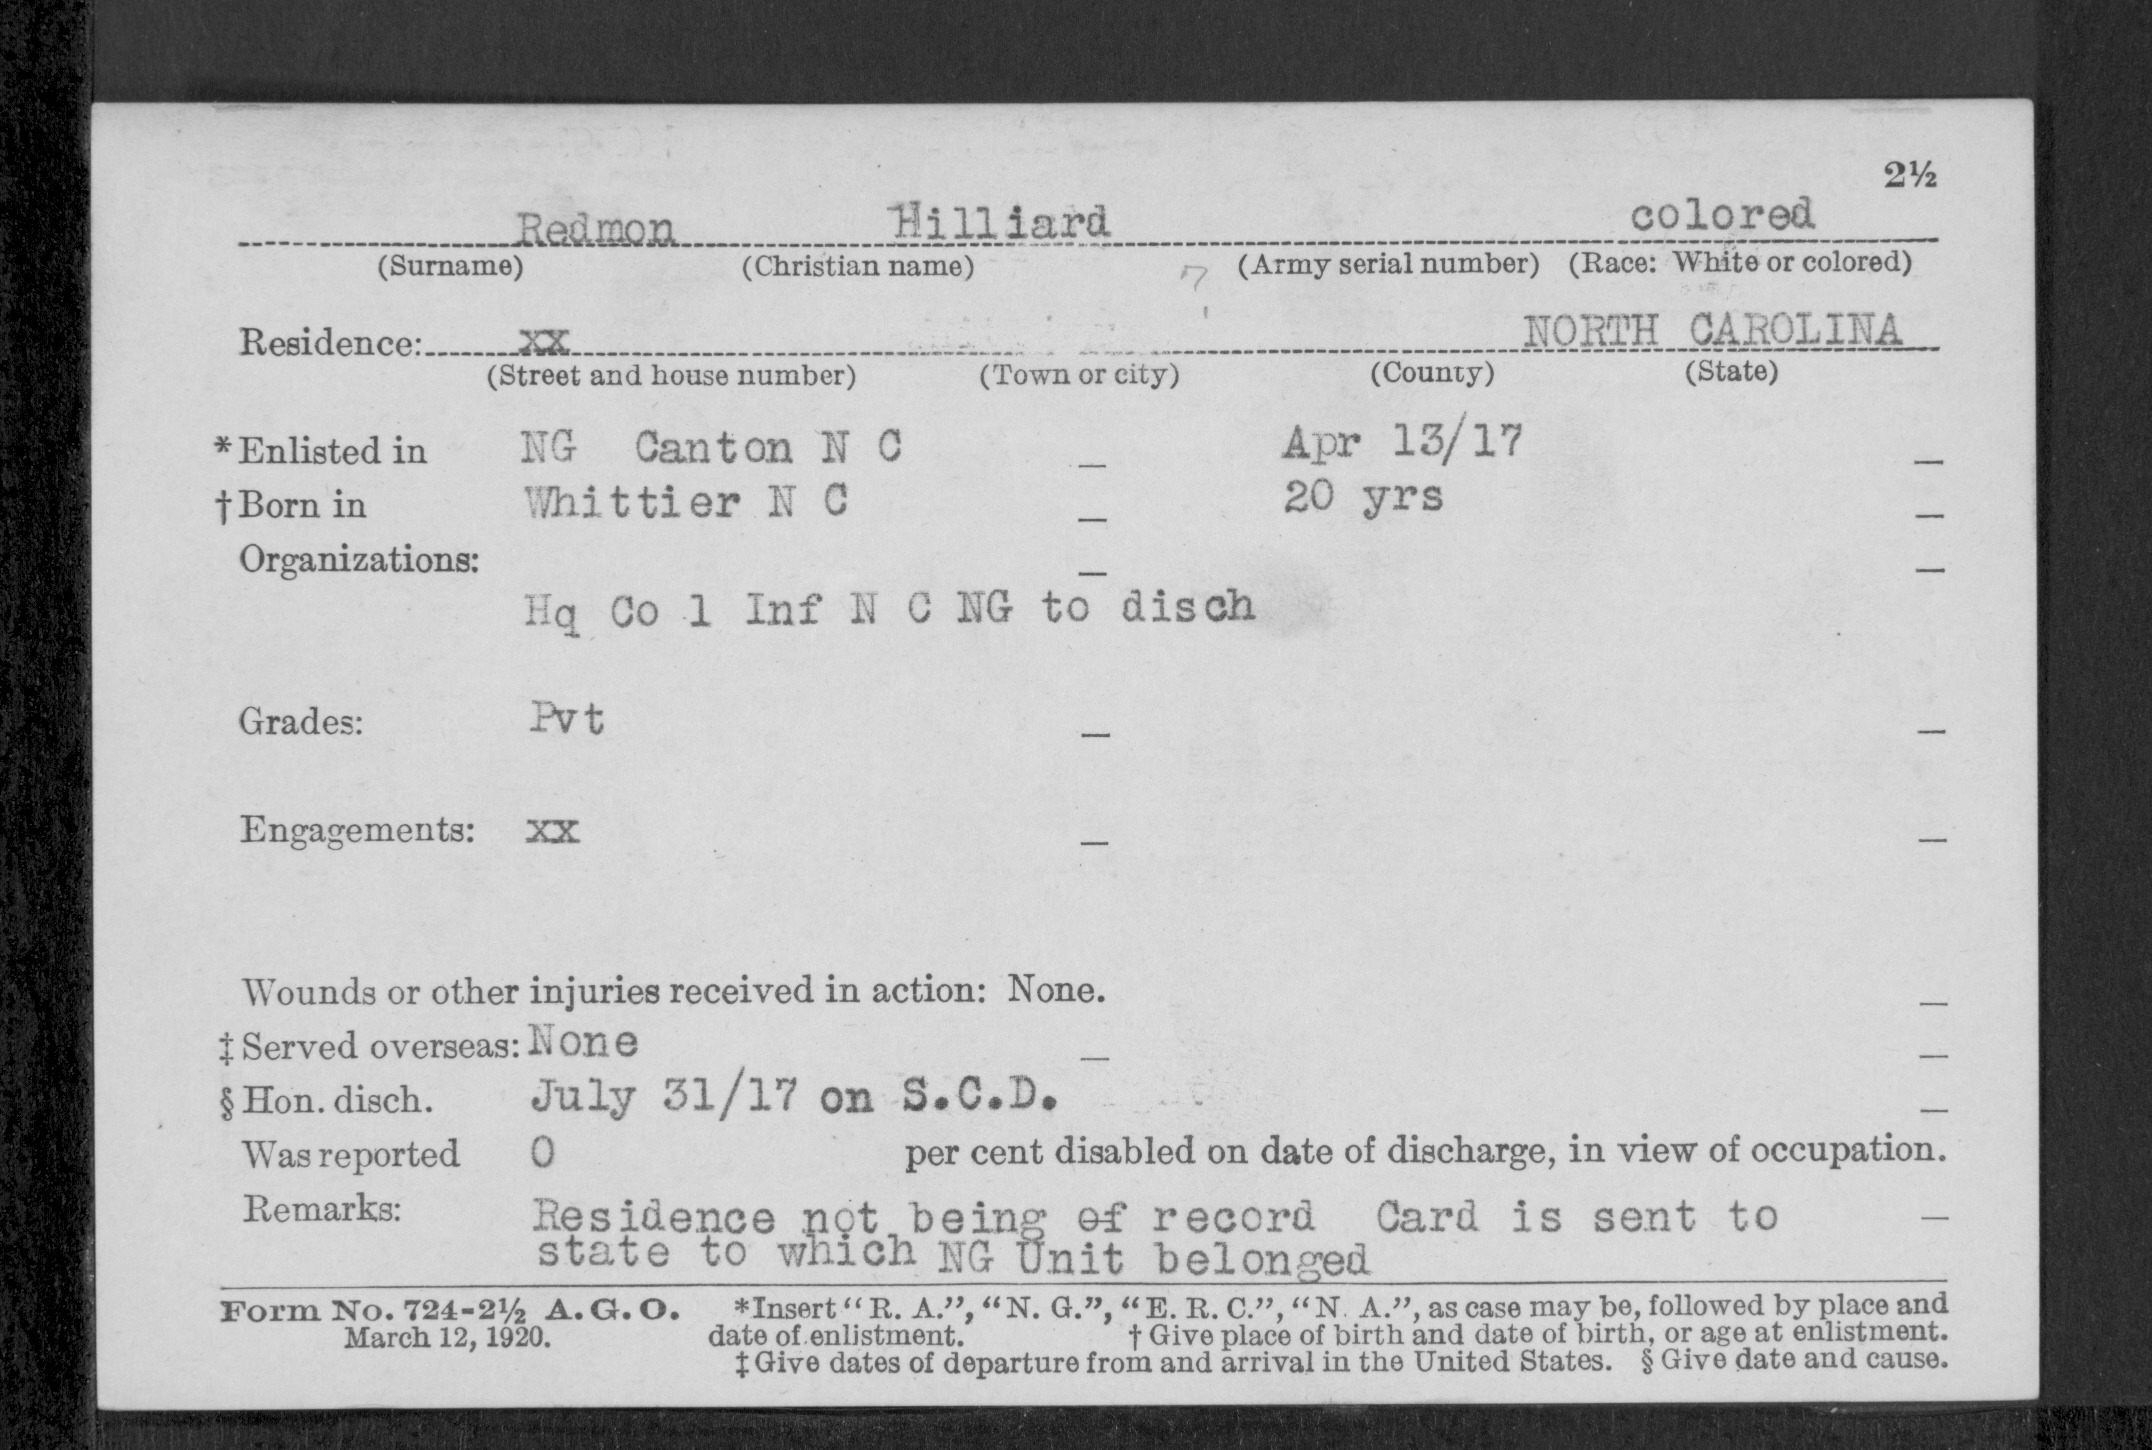 2½
Redmon Hilliard colored
(Surname) (Christian name) (Army serial number) (Race: White or colored)
Residence: xx NORTH CAROLINA
(Street and house number) (Town or city) (County) (State)
*Enlisted in NG Canton N C Apr 13/17
†Born in Whittier N C 20 yrs
Organizations:
Hq Co 1 Inf N C NG to disch
Grades: Pvt
Engagements: xx
Wounds or other injuries received in action: None.
‡Served overseas: None
§Hon. disch. July 31/17 on S.C.D.
Was reported 0 per cent disabled on date of discharge, in view of occupation.
Remarks: Residence not being of record Card is sent to
state to which NG Unit belonged
Form No. 724-2½ A. G. O. *Insert "R. A.", "N. G.", "E. R. C.", "N. A.", as case may be, followed by place and
March 12, 1920. date of enlistment. †Give place of birth and date of birth, or age at enlistment.
‡Give dates of departure from and arrival in the United States. §Give date and cause.